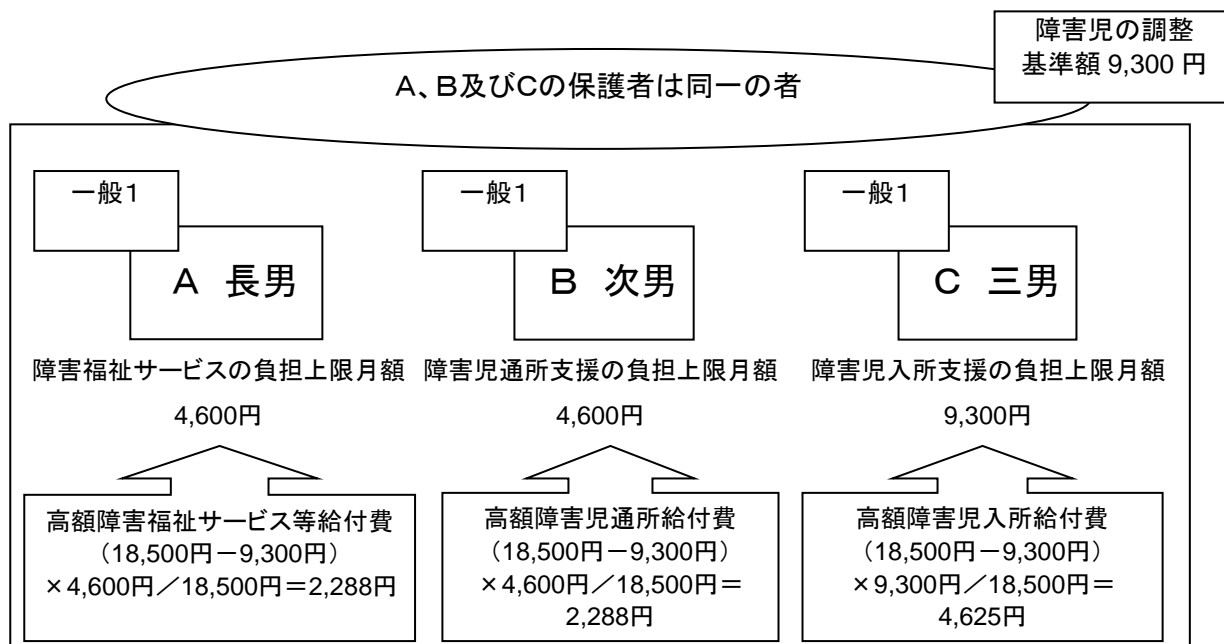 障害児の調整
基準額 9,300 円
A、B及びCの保護者は同一の者
一般1
A 長男
障害福祉サービスの負担上限月額
4,600円
高額障害福祉サービス等給付費
（18,500円－9,300円）
×4,600円／18,500円＝2,288円
一般1
B 次男
障害児通所支援の負担上限月額
4,600円
高額障害児通所給付費
（18,500円－9,300円）
×4,600円／18,500円＝
2,288円
一般1
C 三男
障害児入所支援の負担上限月額
9,300円
高額障害児入所給付費
（18,500円－9,300円）
×9,300円／18,500円＝
4,625円